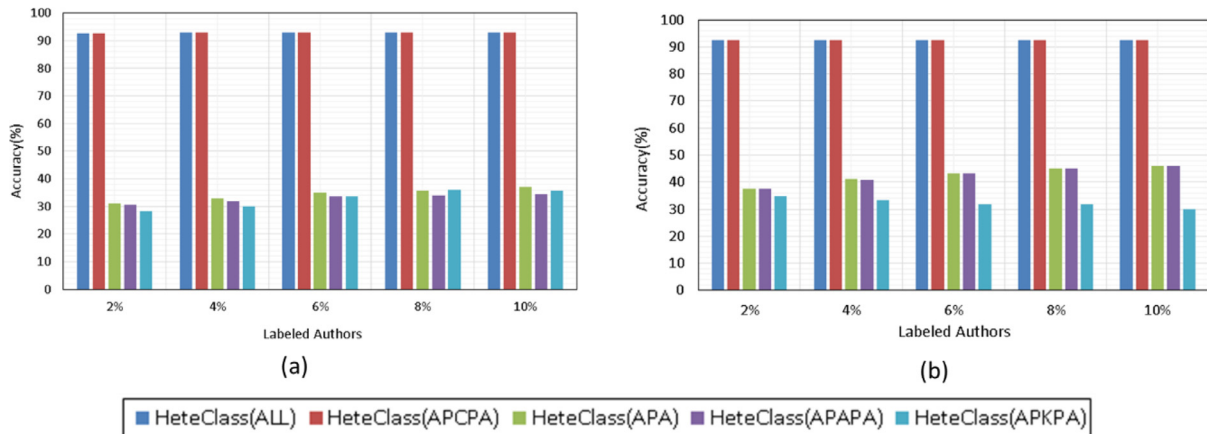 100
90
80
70
60
50
40
30
20
10
0
Accuracy(%)
2% 4% 6% 8% 10%
Labeled Authors
(a)
100
90
80
70
60
50
40
30
20
10
0
Accuracy(%)
2% 4% 6% 8% 10%
Labeled Authors
(b)
HeteClass(ALL) HeteClass(APCPA) HeteClass(APA) HeteClass(APAPA) HeteClass(APKPA)